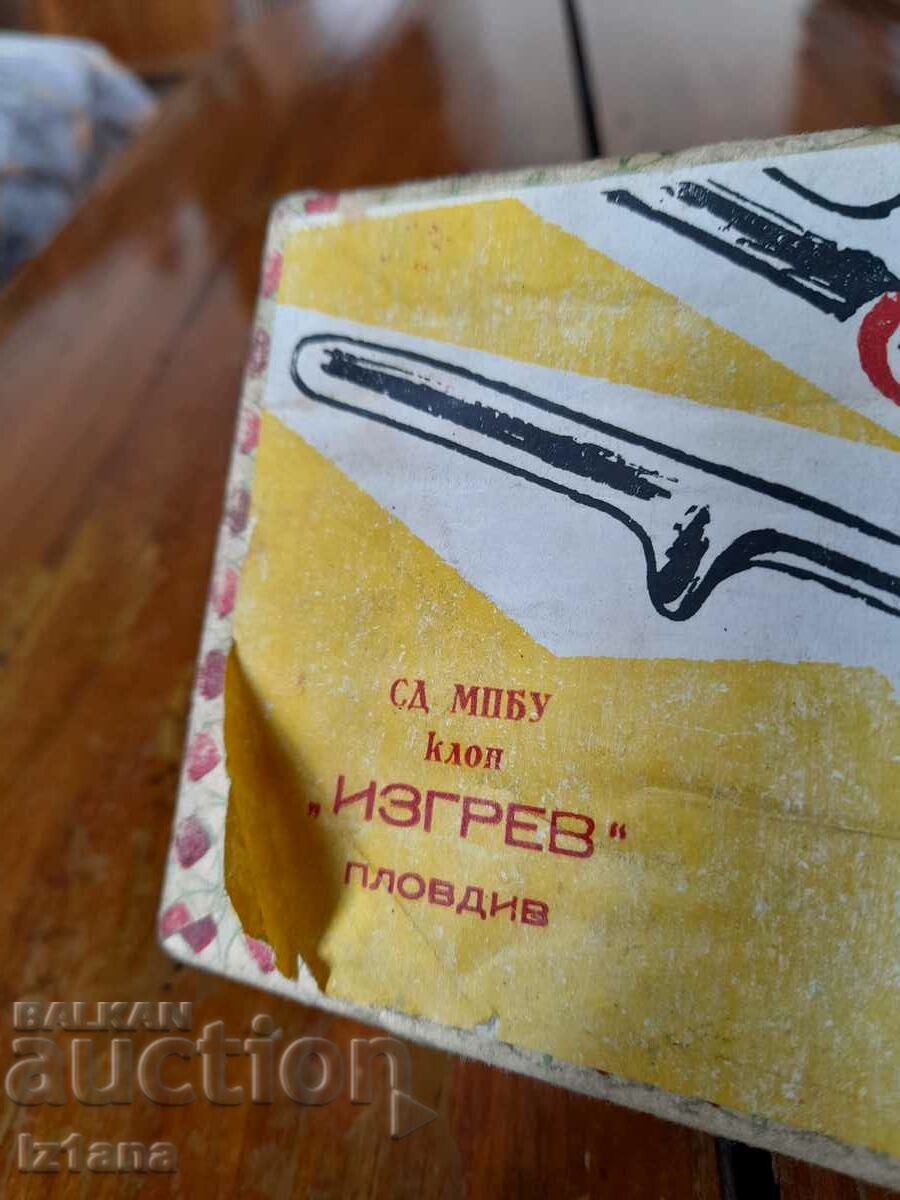 СД МПБУ
клон
„ИЗГРЕВ“
ПЛОВДИВ
BALKAN
auction
iz1ana